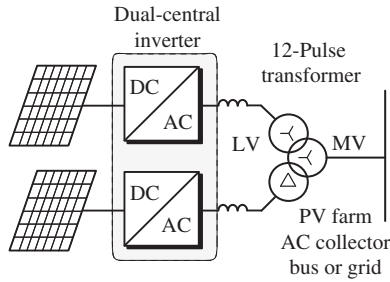 Dual-central
inverter
12-Pulse
transformer
DC
AC
LV
MV
DC
AC
PV farm
AC collector
bus or grid